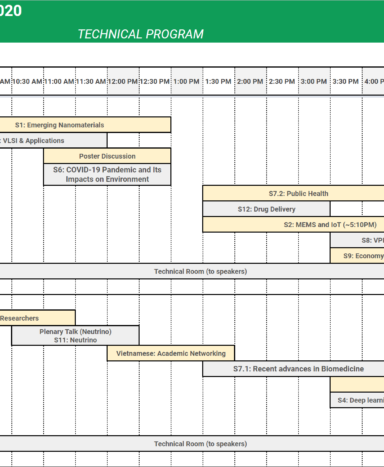 020
TECHNICAL PROGRAM
AM 10:30 AM 11:00 AM 11:30 AM 12:00 PM 12:30 PM 1:00 PM 1:30 PM 2:00 PM 2:30 PM 3:00 PM 3:30 PM 4:00 P
S1: Emerging Nanomaterials
: VLSI & Applications
Poster Discussion
S6: COVID-19 Pandemic and Its
Impacts on Environment
S7.2: Public Health
S12: Drug Delivery
S2: MEMS and IoT (~5:10PM)
S8: VPI
S9: Economy
Technical Room (to speakers)
Researchers
Plenary Talk (Neutrino)
S11: Neutrino
Vietnamese: Academic Networking
S7.1: Recent advances in Biomedicine
S4: Deep learni
Technical Room (to speakers)